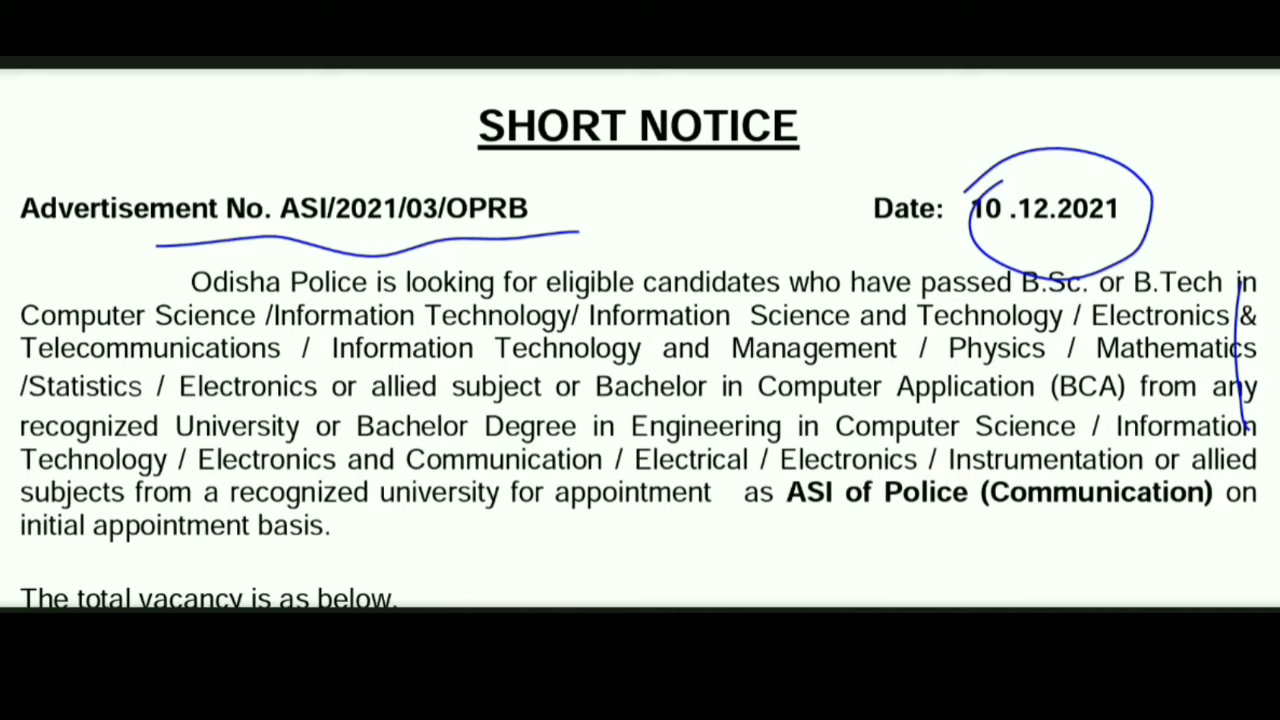 SHORT NOTICE
Advertisement No. ASI/2021/03/OPRB Date: 10 .12.2021
Odisha Police is looking for eligible candidates who have passed B.Sc. or B.Tech in
Computer Science /Information Technology/ Information Science and Technology / Electronics &
Telecommunications / Information Technology and Management / Physics / Mathematics
/Statistics / Electronics or allied subject or Bachelor in Computer Application (BCA) from any
recognized University or Bachelor Degree in Engineering in Computer Science / Information
Technology / Electronics and Communication / Electrical / Electronics / Instrumentation or allied
subjects from a recognized university for appointment as ASI of Police (Communication) on
initial appointment basis.
The total vacancy is as below.